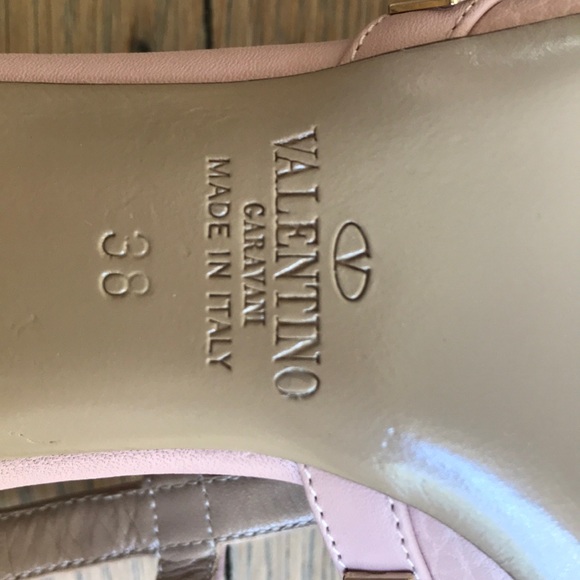 VALENTINO
GARAVANI
MADE IN ITALY
38